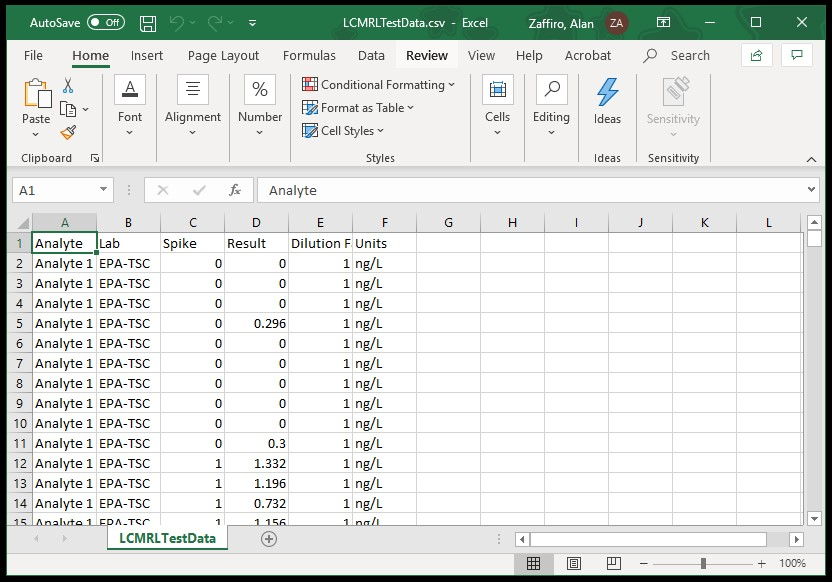 AutoSave Off LCMRLTestData.csv - Excel Zaffiro, Alan ZA
File Home Insert Page Layout Formulas Data Review View Help Acrobat Search
Paste Font Alignment Number Conditional Formatting Format as Table Cell Styles Cells Editing Ideas Sensitivity
Clipboard Styles Ideas Sensitivity
A1 fx Analyte
A B C D E F G H I J K L
1 Analyte Lab Spike Result Dilution F Units
2 Analyte 1 EPA-TSC 0 0 1 ng/L
3 Analyte 1 EPA-TSC 0 0 1 ng/L
4 Analyte 1 EPA-TSC 0 0 1 ng/L
5 Analyte 1 EPA-TSC 0 0.296 1 ng/L
6 Analyte 1 EPA-TSC 0 0 1 ng/L
7 Analyte 1 EPA-TSC 0 0 1 ng/L
8 Analyte 1 EPA-TSC 0 0 1 ng/L
9 Analyte 1 EPA-TSC 0 0 1 ng/L
10 Analyte 1 EPA-TSC 0 0 1 ng/L
11 Analyte 1 EPA-TSC 0 0.3 1 ng/L
12 Analyte 1 EPA-TSC 1 1.332 1 ng/L
13 Analyte 1 EPA-TSC 1 1.196 1 ng/L
14 Analyte 1 EPA-TSC 1 0.732 1 ng/L
15 Analyte 1 EPA-TSC 1 1.156 1 ng/L
LCMRLTestData
100%